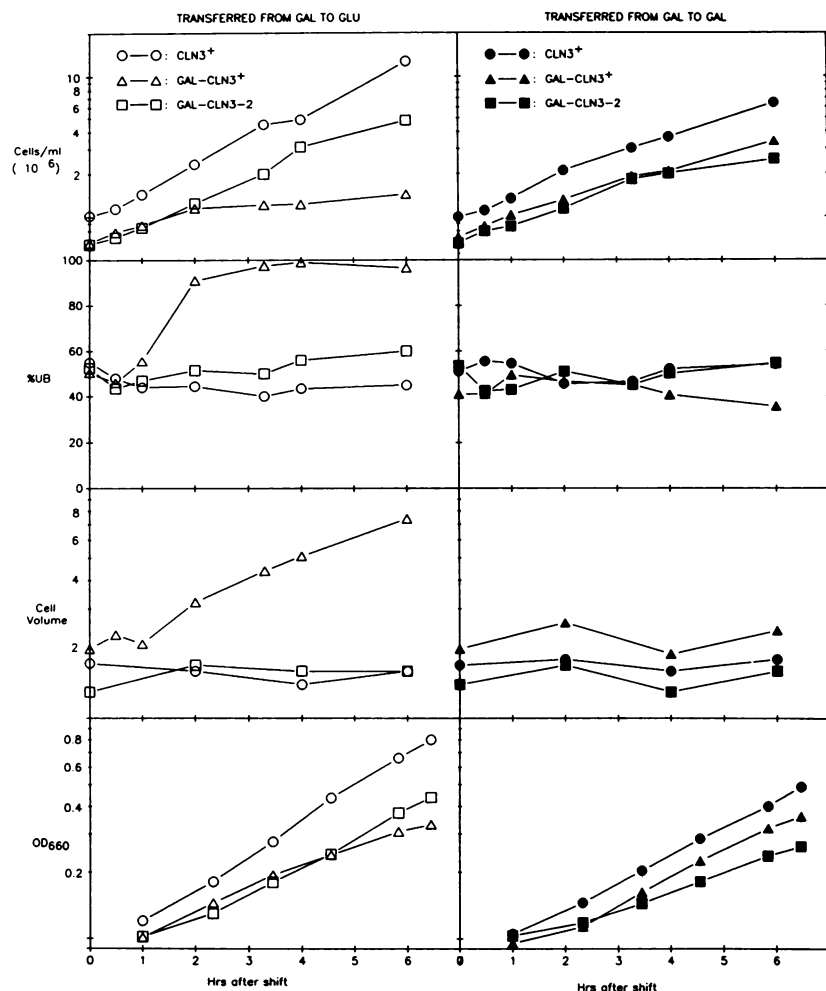 TRANSFERRED FROM GAL TO GLU
TRANSFERRED FROM GAL TO GAL
: CLN3+
: GAL-CLN3+
: GAL-CLN3-2
: CLN3+
: GAL-CLN3+
: GAL-CLN3-2
Cells/ml
( 10 6)
10
6
4
2
%UB
100
80
60
40
20
0
Cell
Volume
8
6
4
2
OD660
0.8
0.6
0.4
0.2
0 1 2 3 4 5 6
0 1 2 3 4 5 6
Hrs after shift
Hrs after shift